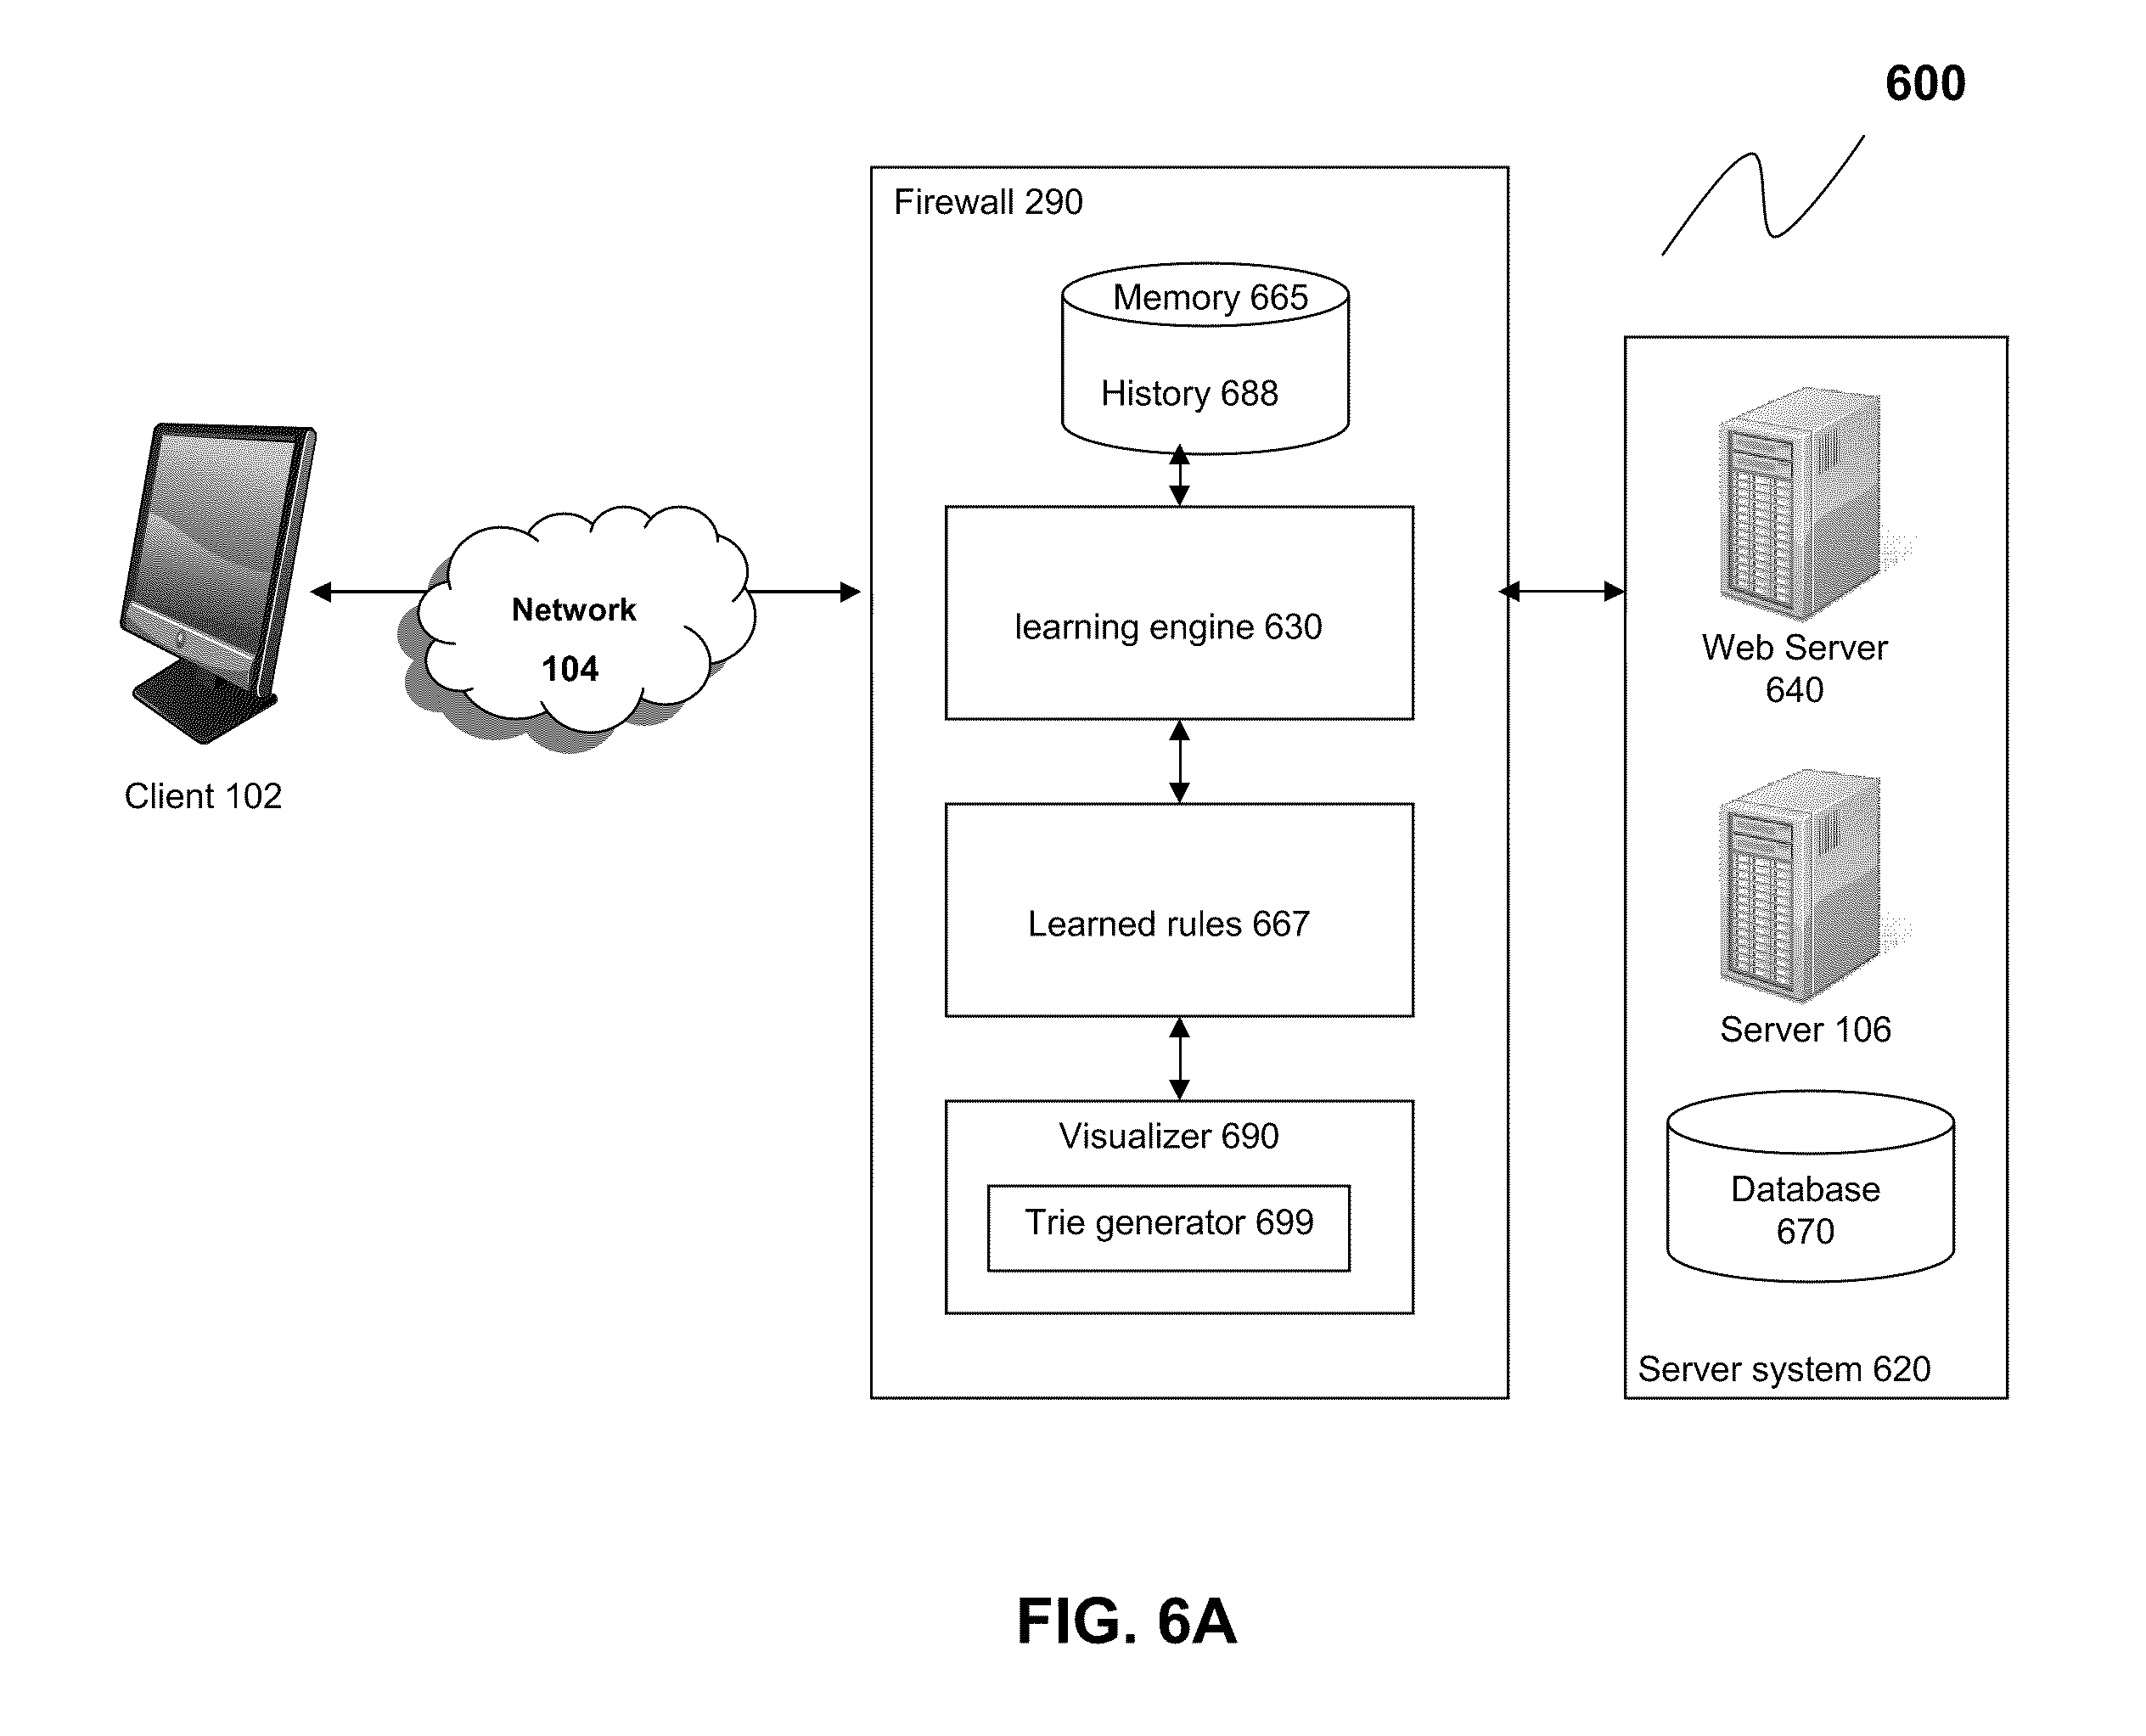 600
Firewall 290
Memory 665
History 688
learning engine 630
Learned rules 667
Visualizer 690
Trie generator 699
Network
104
Client 102
Web Server
640
Server 106
Database
670
Server system 620
FIG. 6A